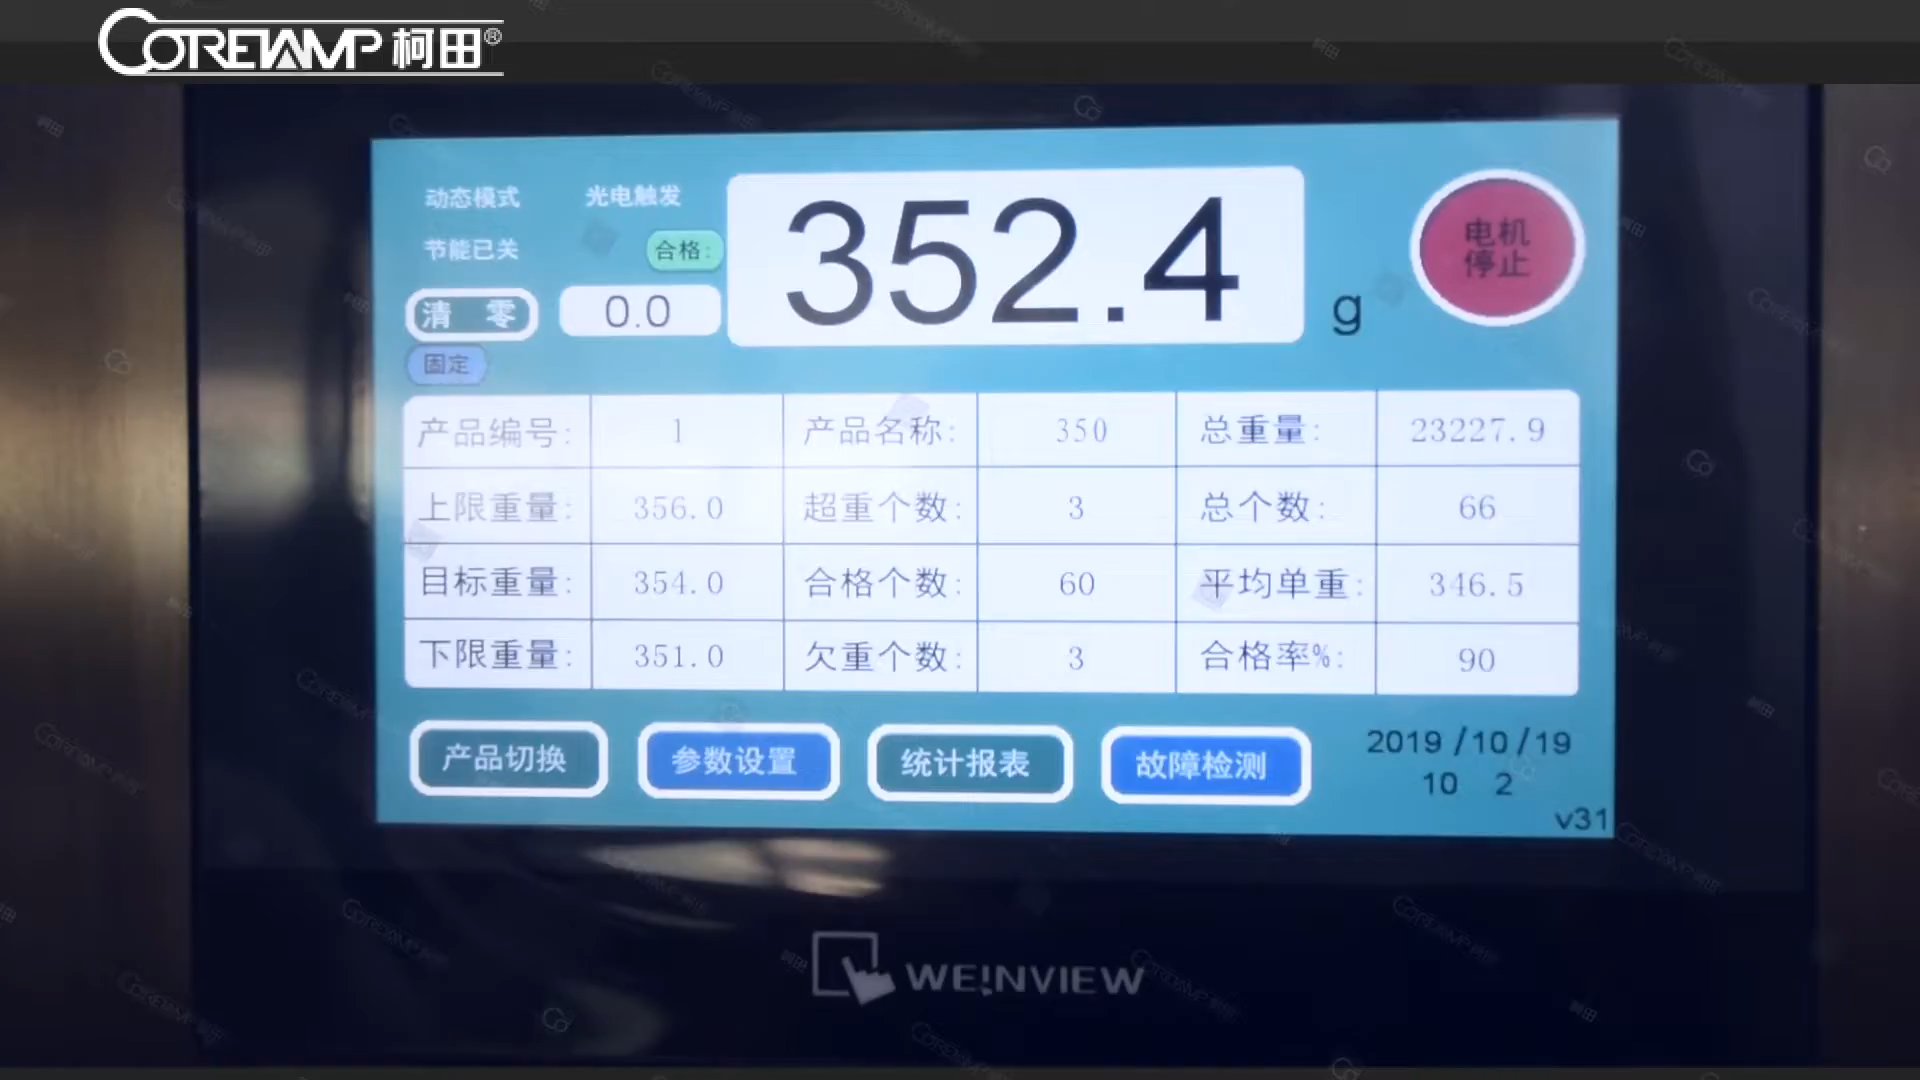 COREWAMP 柯田®
动态模式 光电触发
节能已关 合格:
352.4 g
电机
停止
清 零 0.0
固定
产品编号: 1 产品名称: 350 总重量: 23227.9
上限重量: 356.0 超重个数: 3 总个数: 66
目标重量: 354.0 合格个数: 60 平均单重: 346.5
下限重量: 351.0 欠重个数: 3 合格率%: 90
产品切换 参数设置 统计报表 故障检测
2019 /10 /19
10 2
v31
WE!NVIEW